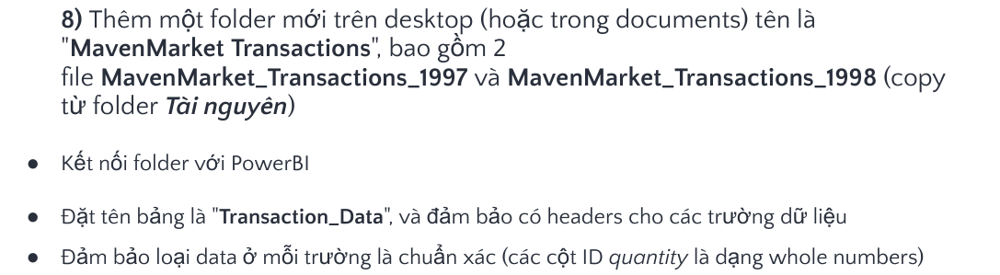 8) Thêm một folder mới trên desktop (hoặc trong documents) tên là
"MavenMarket Transactions", bao gồm 2
file MavenMarket_Transactions_1997 và MavenMarket_Transactions_1998 (copy
từ folder Tài nguyên)
● Kết nối folder với PowerBI
● Đặt tên bảng là "Transaction_Data", và đảm bảo có headers cho các trường dữ liệu
● Đảm bảo loại data ở mỗi trường là chuẩn xác (các cột ID quantity là dạng whole numbers)